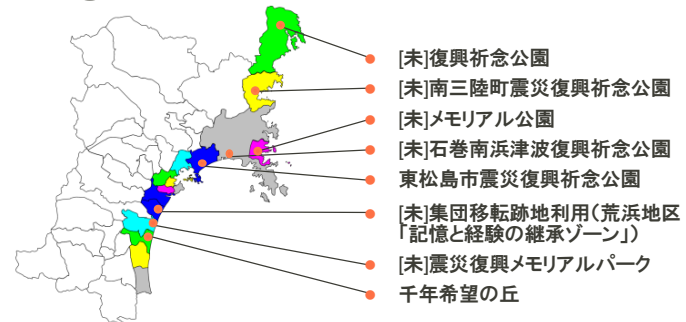 [未]復興祈念公園
[未]南三陸町震災復興祈念公園
[未]メモリアル公園
[未]石巻南浜津波復興祈念公園
東松島市震災復興祈念公園
[未]集団移転跡地利用(荒浜地区
「記憶と経験の継承ゾーン」)
[未]震災復興メモリアルパーク
千年希望の丘